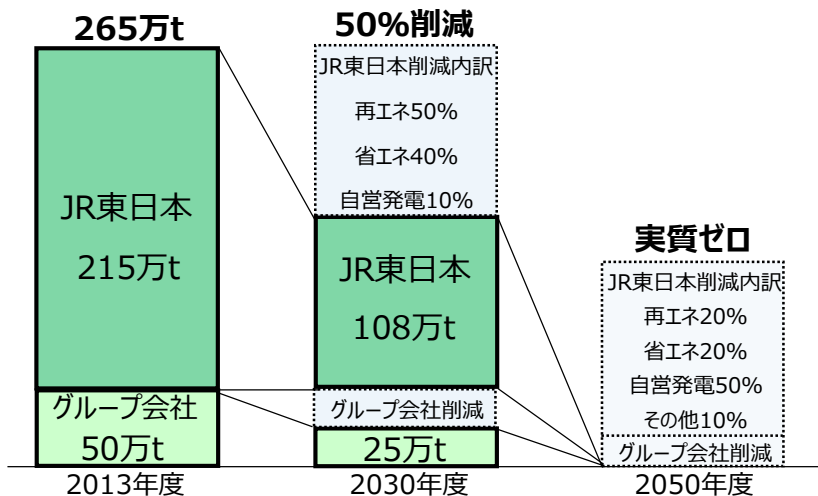 265万t
JR東日本
215万t
グループ会社
50万t
2013年度
50%削減
JR東日本削減内訳
再エネ50%
省エネ40%
自営発電10%
JR東日本
108万t
グループ会社削減
25万t
2030年度
実質ゼロ
JR東日本削減内訳
再エネ20%
省エネ20%
自営発電50%
その他10%
グループ会社削減
2050年度